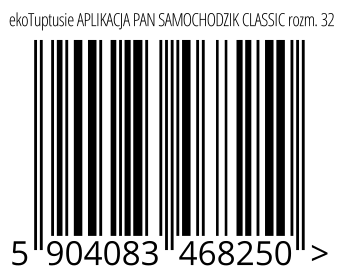 ekoTuptusie APLIKACJA PAN SAMOCHODZIK CLASSIC rozm. 32
5 904083 468250 >